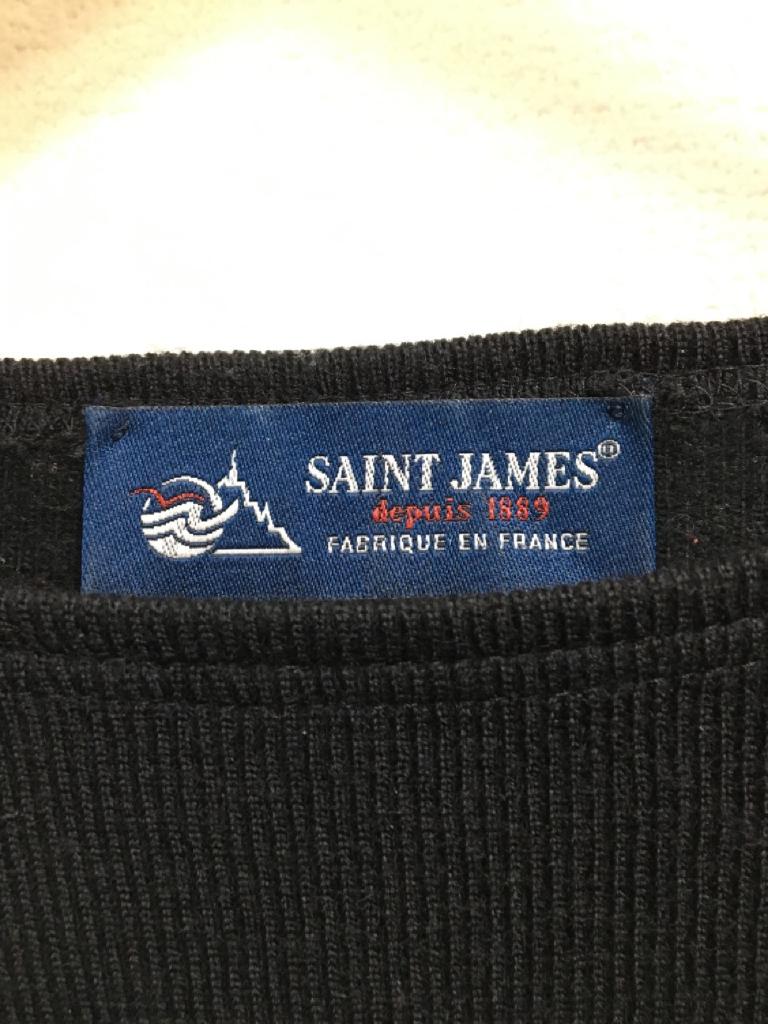 SAINT JAMES®
depuis 1889
FABRIQUE EN FRANCE